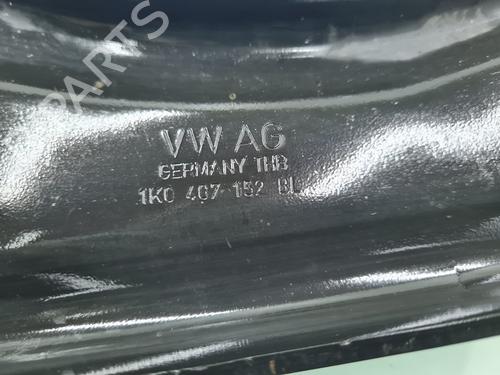 PARTS
VW AG
GERMANY THB
1K0 407 152 BL